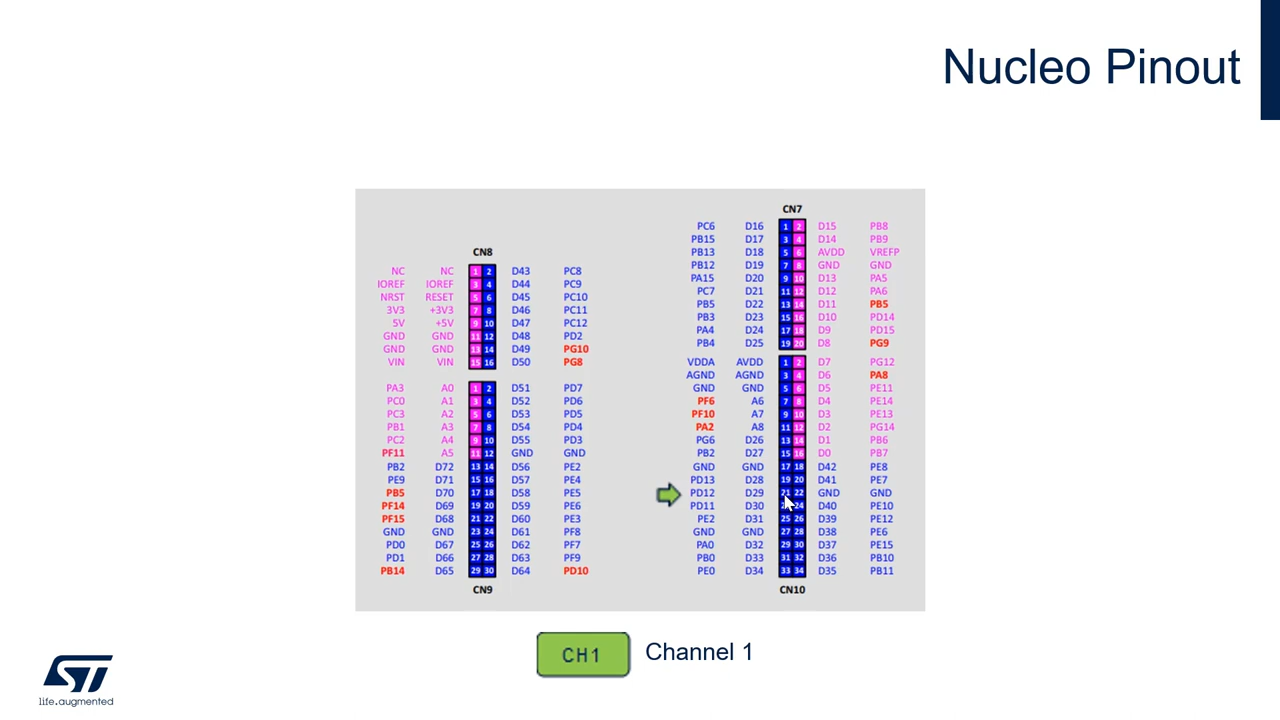 Nucleo Pinout
CN8
NC NC 1 2 D43 PC8
IOREF IOREF 3 4 D44 PC9
NRST RESET 5 6 D45 PC10
3V3 +3V3 7 8 D46 PC11
5V +5V 9 10 D47 PC12
GND GND 11 12 D48 PD2
GND GND 13 14 D49 PG10
VIN VIN 15 16 D50 PG8
PA3 A0 1 2 D51 PD7
PC0 A1 3 4 D52 PD6
PC3 A2 5 6 D53 PD5
PB1 A3 7 8 D54 PD4
PC2 A4 9 10 D55 PD3
PF11 A5 11 12 GND GND
PB2 D72 13 14 D56 PE2
PE9 D71 15 16 D57 PE4
PB5 D70 17 18 D58 PE5
PF14 D69 19 20 D59 PE6
PF15 D68 21 22 D60 PE3
GND GND 23 24 D61 PF8
PD0 D67 25 26 D62 PF7
PD1 D66 27 28 D63 PF9
PB14 D65 29 30 D64 PD10
CN9
CN7
PC6 D16 1 2 D15 PB8
PB15 D17 3 4 D14 PB9
PB13 D18 5 6 AVDD VREFP
PB12 D19 7 8 GND GND
PA15 D20 9 10 D13 PA5
PC7 D21 11 12 D12 PA6
PB5 D22 13 14 D11 PB5
PB3 D23 15 16 D10 PD14
PA4 D24 17 18 D9 PD15
PB4 D25 19 20 D8 PG9
VDDA AVDD 1 2 D7 PG12
AGND AGND 3 4 D6 PA8
GND GND 5 6 D5 PE11
PF6 A6 7 8 D4 PE14
PF10 A7 9 10 D3 PE13
PA2 A8 11 12 D2 PG14
PG6 D26 13 14 D1 PB6
PB2 D27 15 16 D0 PB7
GND GND 17 18 D42 PE8
PD13 D28 19 20 D41 PE7
PD12 D29 21 22 GND GND
PD11 D30 24 D40 PE10
PE2 D31 25 26 D39 PE12
GND GND 27 28 D38 PE6
PA0 D32 29 30 D37 PE15
PB0 D33 31 32 D36 PB10
PE0 D34 33 34 D35 PB11
CN10
CH1 Channel 1
ST
life.augmented